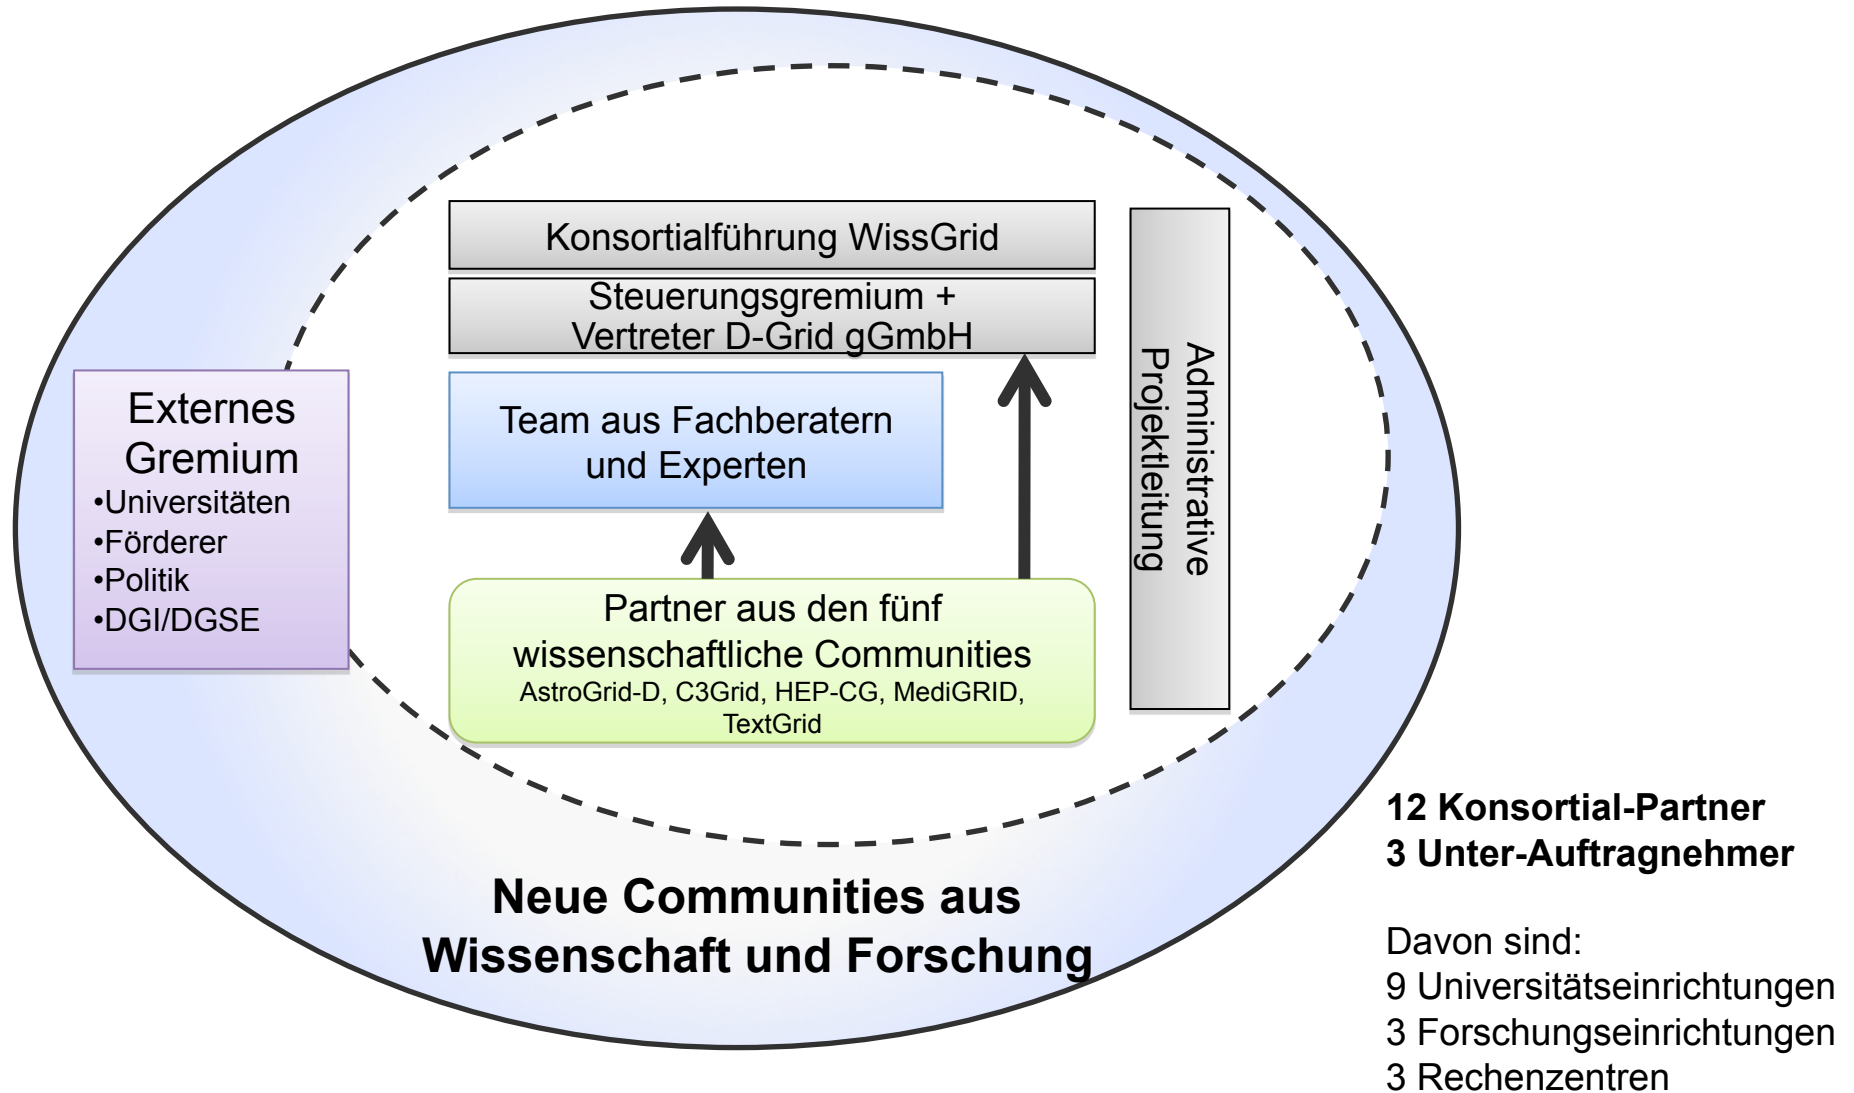 Konsortialführung WissGrid
Steuerungsgremium +
Vertreter D-Grid gGmbH
Team aus Fachberatern
und Experten
Administrative
Projektleitung
Externes
Gremium
•Universitäten
•Förderer
•Politik
•DGI/DGSE
Partner aus den fünf
wissenschaftliche Communities
AstroGrid-D, C3Grid, HEP-CG, MediGRID,
TextGrid
Neue Communities aus
Wissenschaft und Forschung
12 Konsortial-Partner
3 Unter-Auftragnehmer
Davon sind:
9 Universitätseinrichtungen
3 Forschungseinrichtungen
3 Rechenzentren